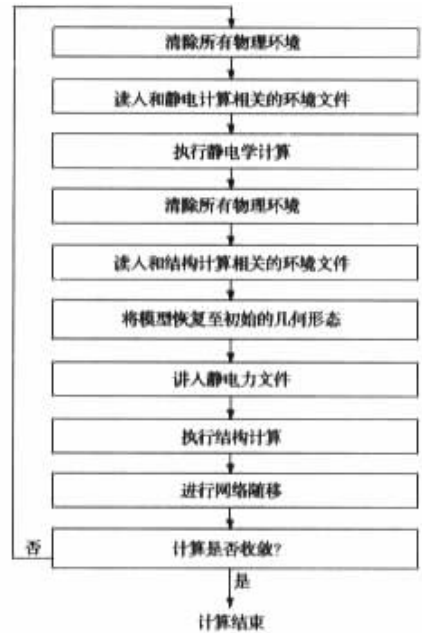 清除所有物理环境
读入和静电计算相关的环境文件
执行静电学计算
清除所有物理环境
读入和结构计算相关的环境文件
将模型恢复至初始的几何形态
讲入静电力文件
执行结构计算
进行网络随移
计算是否收敛?
否
是
计算结束